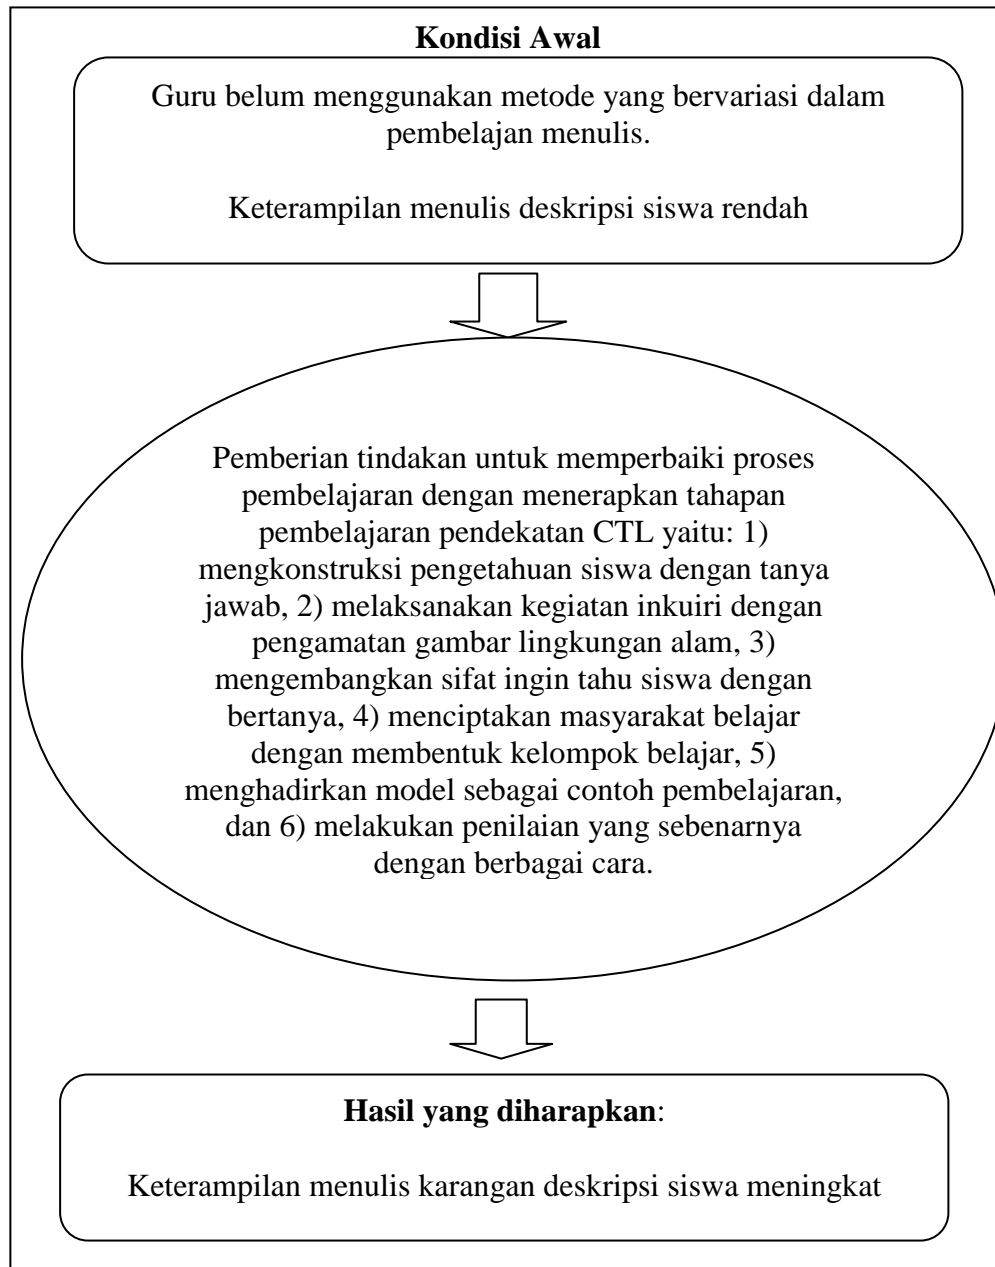 Kondisi Awal
Guru belum menggunakan metode yang bervariasi dalam
pembelajan menulis.
Keterampilan menulis deskripsi siswa rendah
Pemberian tindakan untuk memperbaiki proses
pembelajaran dengan menerapkan tahapan
pembelajaran pendekatan CTL yaitu: 1)
mengkonstruksi pengetahuan siswa dengan tanya
jawab, 2) melaksanakan kegiatan inkuiri dengan
pengamatan gambar lingkungan alam, 3)
mengembangkan sifat ingin tahu siswa dengan
bertanya, 4) menciptakan masyarakat belajar
dengan membentuk kelompok belajar, 5)
menghadirkan model sebagai contoh pembelajaran,
dan 6) melakukan penilaian yang sebenarnya
dengan berbagai cara.
Hasil yang diharapkan:
Keterampilan menulis karangan deskripsi siswa meningkat